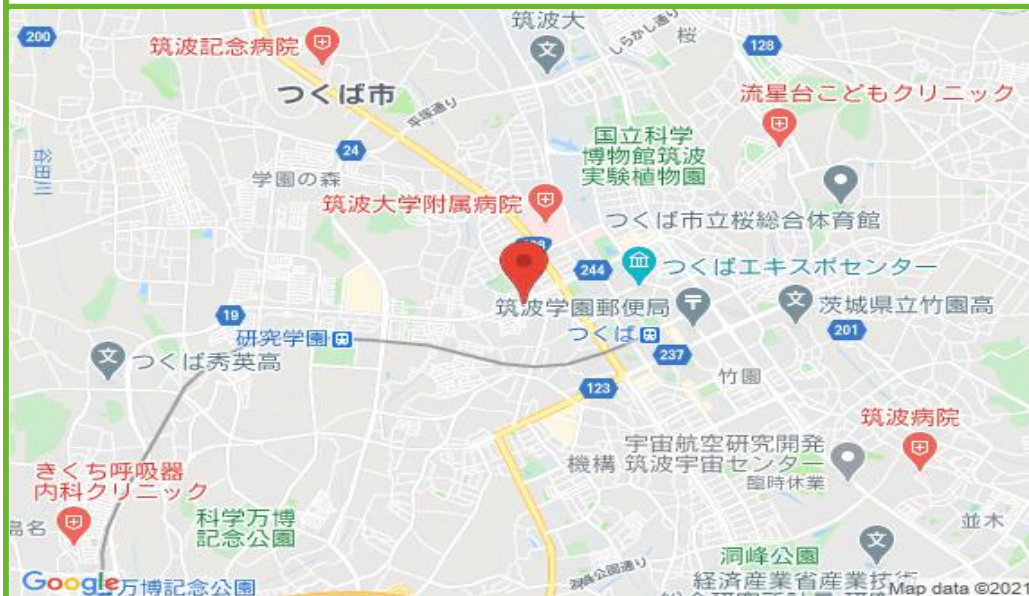 200
筑波記念病院
つくば市
筑波大
しらかし通り
桜
128
流星台こどもクリニック
平塚通り
24
谷田川
学園の森
国立科学
博物館筑波
実験植物園
筑波大学附属病院
つくば市立桜総合体育館
244
つくばエキスポセンター
筑波学園郵便局
茨城県立竹園高
19
研究学園
つくば
201
つくば秀英高
237
竹園
123
筑波病院
宇宙航空研究開発
機構 筑波宇宙センター
臨時休業
きくち呼吸器
内科クリニック
島名
科学万博
記念公園
並木
洞峰公園
Google
万博記念公園
経済産業省産業技術
Map data ©2021